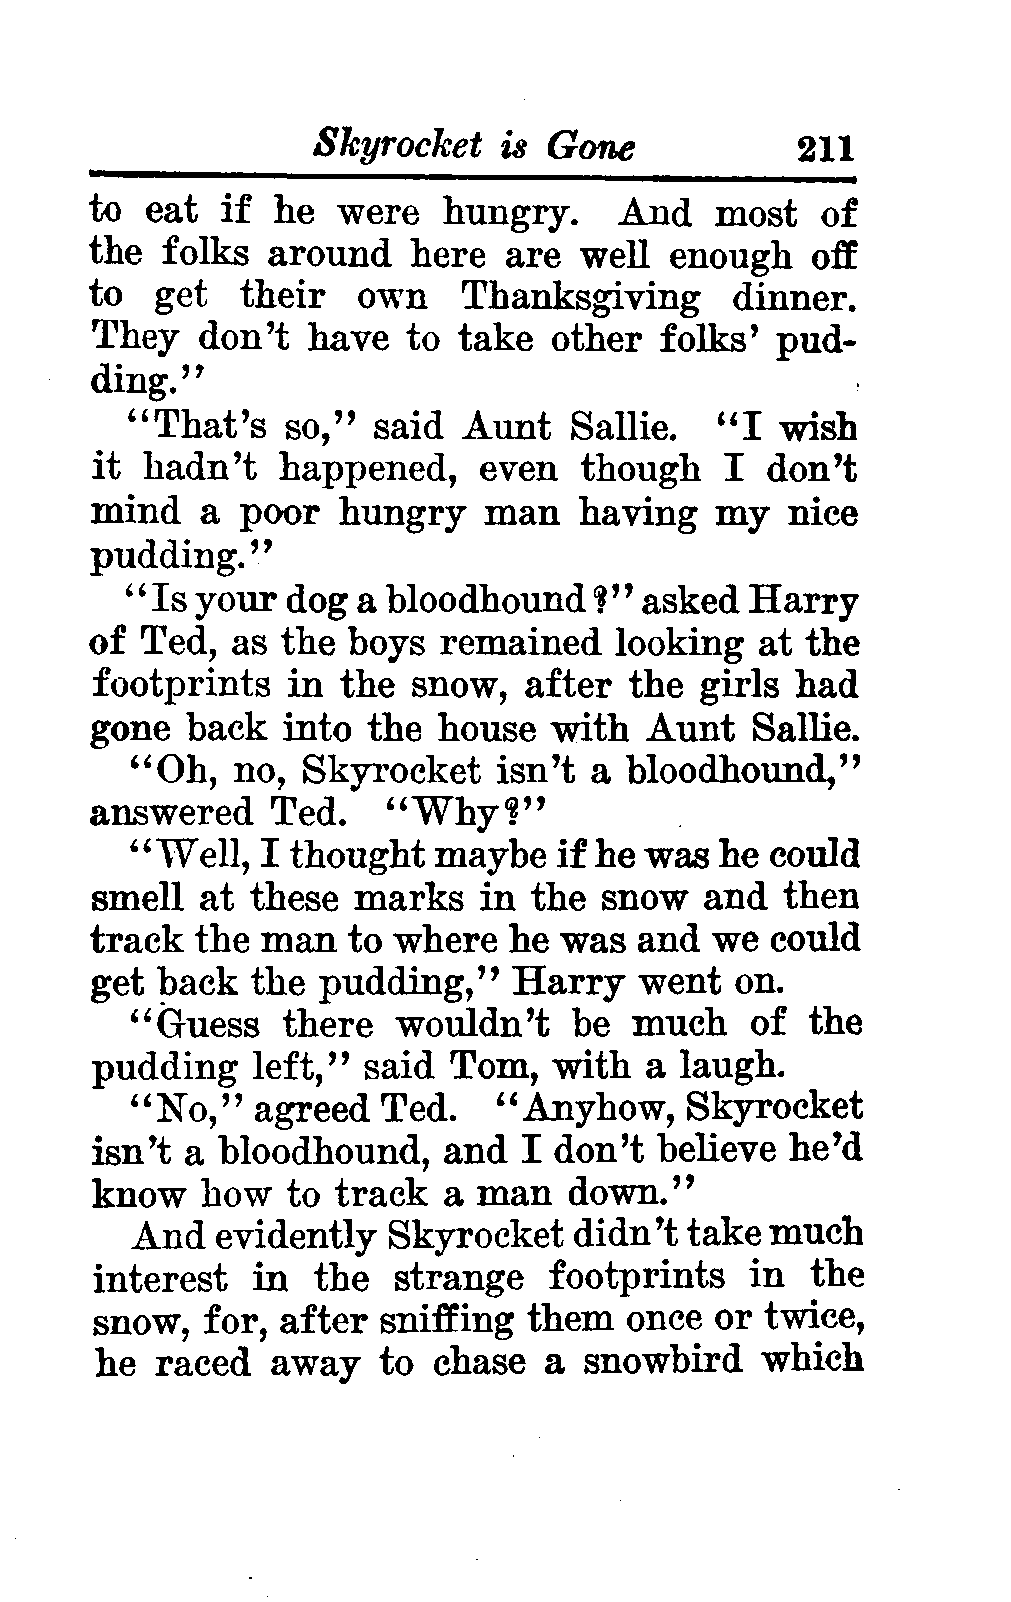 Skyrocket is Gone 211
to eat if he were hungry. And most of
the folks around here are well enough off
to get their own Thanksgiving dinner.
They don't have to take other folks' pud-
ding."
"That's so," said Aunt Sallie. "I wish
it hadn't happened, even though I don't
mind a poor hungry man having my nice
pudding."
"Is your dog a bloodhound?" asked Harry
of Ted, as the boys remained looking at the
footprints in the snow, after the girls had
gone back into the house with Aunt Sallie.
"Oh, no, Skyrocket isn't a bloodhound,"
answered Ted. "Why?"
"Well, I thought maybe if he was he could
smell at these marks in the snow and then
track the man to where he was and we could
get back the pudding," Harry went on.
"Guess there wouldn't be much of the
pudding left," said Tom, with a laugh.
"No," agreed Ted. "Anyhow, Skyrocket
isn't a bloodhound, and I don't believe he'd
know how to track a man down."
And evidently Skyrocket didn't take much
interest in the strange footprints in the
snow, for, after sniffing them once or twice,
he raced away to chase a snowbird which